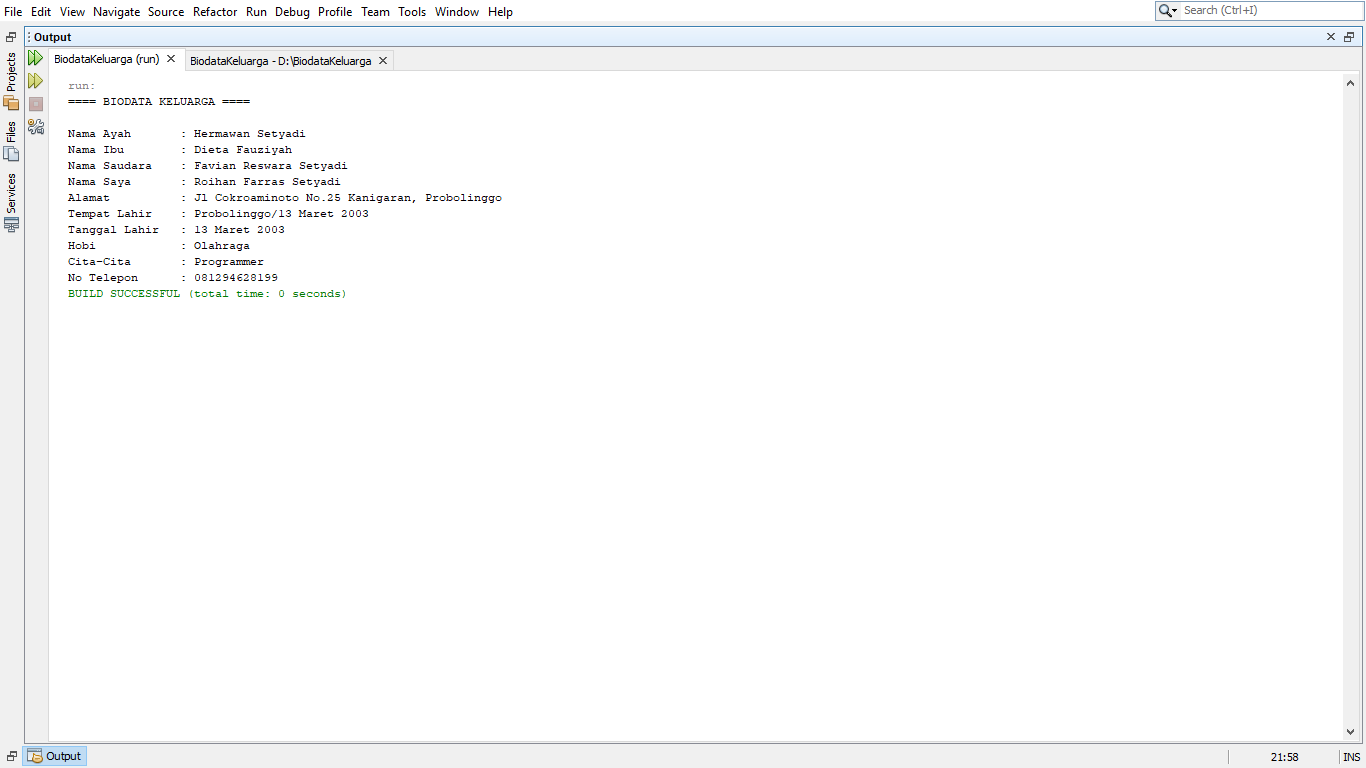 File Edit View Navigate Source Refactor Run Debug Profile Team Tools Window Help
Search (Ctrl+I)
Output
Projects
Files
Services
BiodataKeluarga (run)
BiodataKeluarga - D:\BiodataKeluarga
run:
==== BIODATA KELUARGA ====
Nama Ayah : Hermawan Setyadi
Nama Ibu : Dieta Fauziyah
Nama Saudara : Favian Reswara Setyadi
Nama Saya : Roihan Farras Setyadi
Alamat : Jl Cokroaminoto No.25 Kanigaran, Probolinggo
Tempat Lahir : Probolinggo/13 Maret 2003
Tanggal Lahir : 13 Maret 2003
Hobi : Olahraga
Cita-Cita : Programmer
No Telepon : 081294628199
BUILD SUCCESSFUL (total time: 0 seconds)
Output
21:58
INS